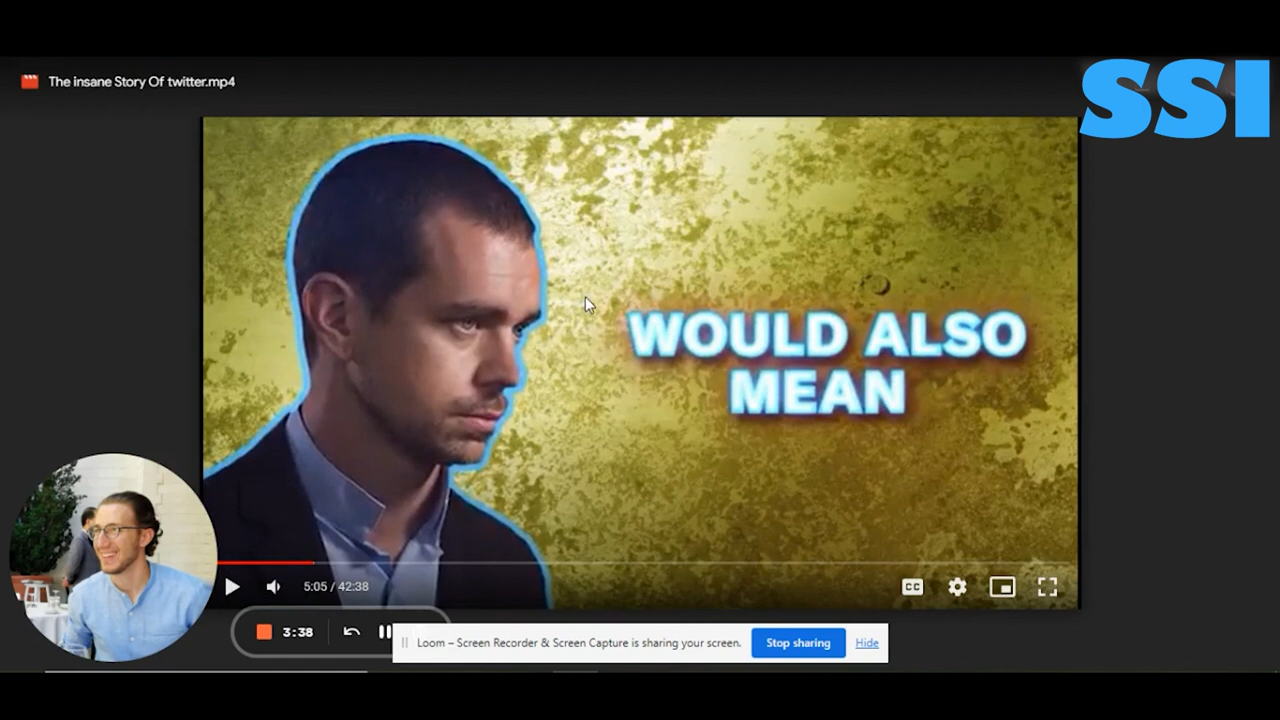 The insane Story Of twitter.mp4
SSI
WOULD ALSO
MEAN
5:05 / 42:38
CC
3:38
Loom – Screen Recorder & Screen Capture is sharing your screen.
Stop sharing
Hide